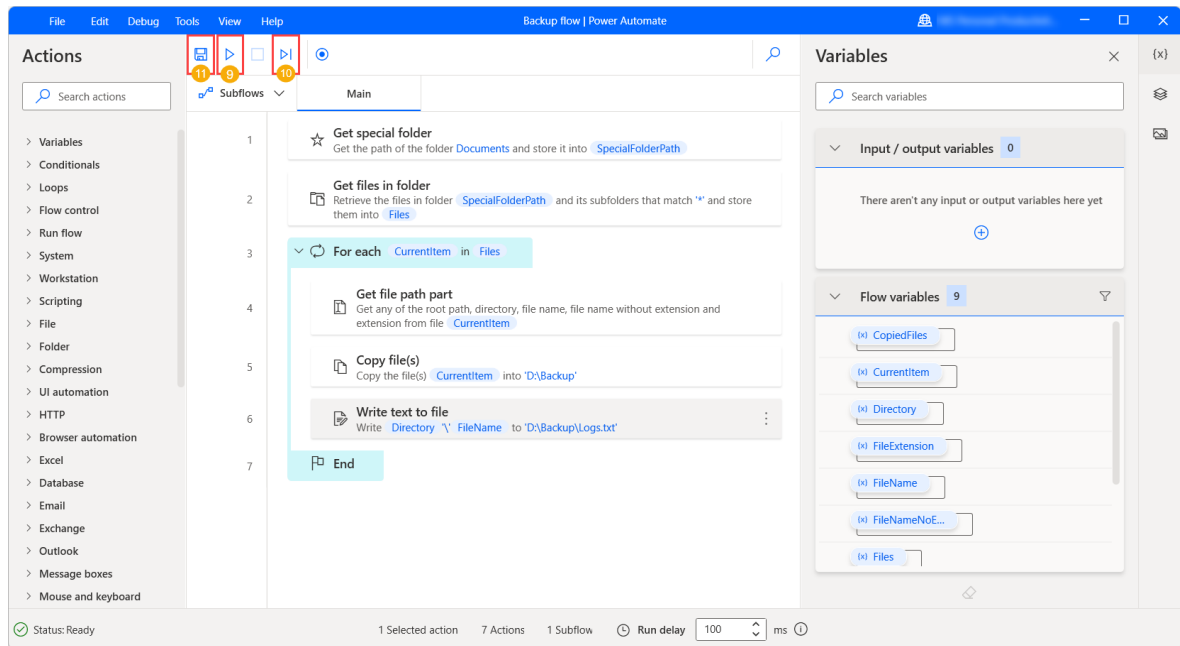 File Edit Debug Tools View Help
Backup flow | Power Automate
Actions
Search actions
Variables
Conditionals
Loops
Flow control
Run flow
System
Workstation
Scripting
File
Folder
Compression
UI automation
HTTP
Browser automation
Excel
Database
Email
Exchange
Outlook
Message boxes
Mouse and keyboard
11 9 10
Subflows Main
1 Get special folder
Get the path of the folder Documents and store it into SpecialFolderPath
2 Get files in folder
Retrieve the files in folder SpecialFolderPath and its subfolders that match '*' and store
them into Files
3 For each CurrentItem in Files
4 Get file path part
Get any of the root path, directory, file name, file name without extension and
extension from file CurrentItem
5 Copy file(s)
Copy the file(s) CurrentItem into 'D:\Backup'
6 Write text to file
Write Directory '\' FileName to 'D:\Backup\Logs.txt'
7 End
Variables
{x}
Search variables
Input / output variables 0
There aren't any input or output variables here yet
Flow variables 9
(x) CopiedFiles
(x) CurrentItem
(x) Directory
(x) FileExtension
(x) FileName
(x) FileNameNoE...
(x) Files
Status: Ready 1 Selected action 7 Actions 1 Subflow Run delay 100 ms